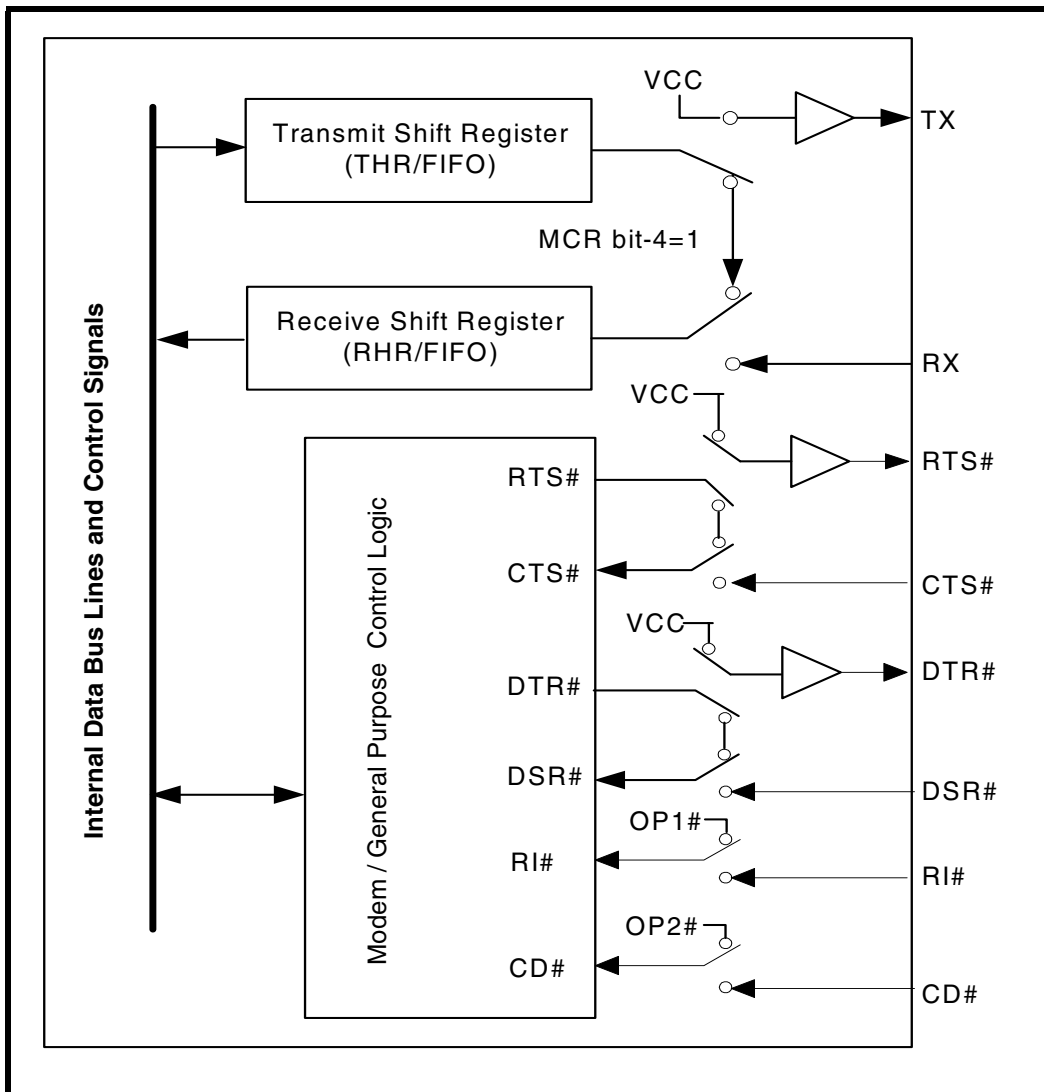 VCC
TX
Transmit Shift Register
(THR/FIFO)
MCR bit-4=1
Receive Shift Register
(RHR/FIFO)
RX
VCC
RTS#
RTS#
CTS#
CTS#
VCC
DTR#
DTR#
DSR#
DSR#
OP1#
RI#
RI#
OP2#
CD#
CD#
Internal Data Bus Lines and Control Signals
Modem / General Purpose Control Logic